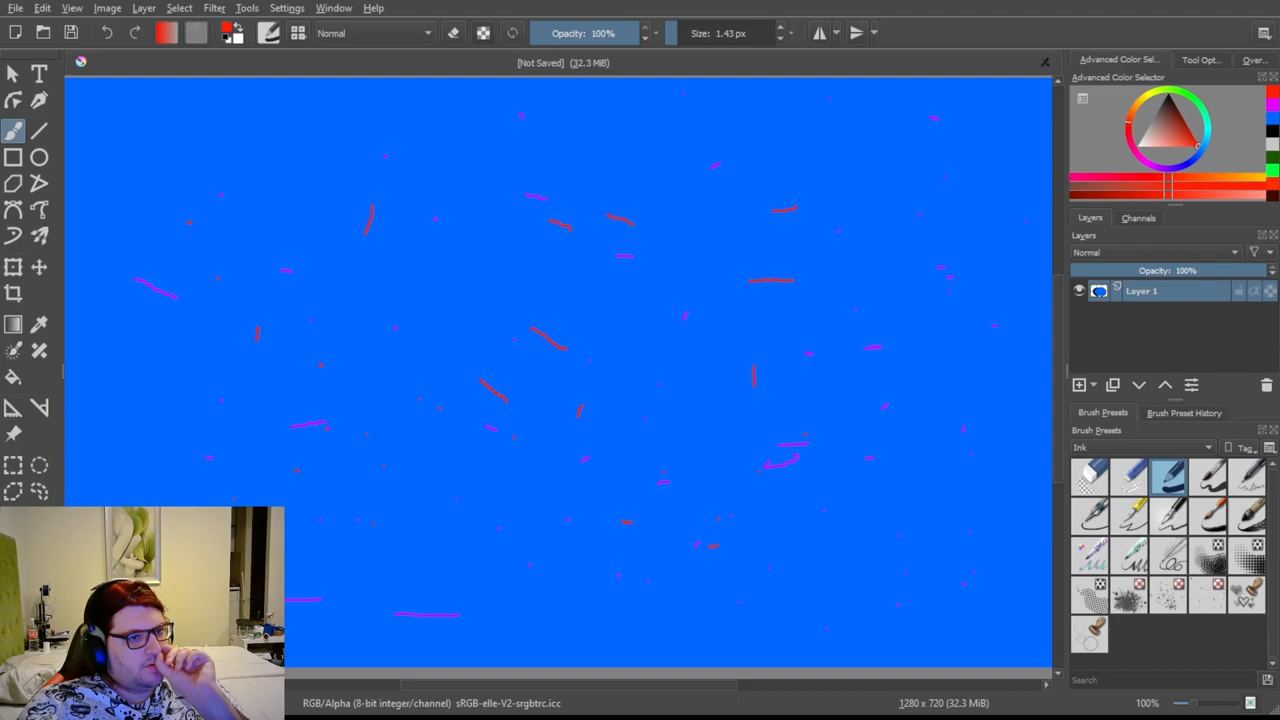 File Edit View Image Layer Select Filter Tools Settings Window Help
Normal Opacity: 100% Size: 1.43 px
[Not Saved] (32.3 MiB)
Advanced Color Sel... Tool Opt... Over...
Advanced Color Selector
Layers Channels
Layers
Normal
Opacity: 100%
Layer 1
Brush Presets Brush Preset History
Brush Presets
Ink Tag
Search
RGB/Alpha (8-bit integer/channel) sRGB-elle-V2-srgbtrc.icc 1280 x 720 (32.3 MiB) 100%